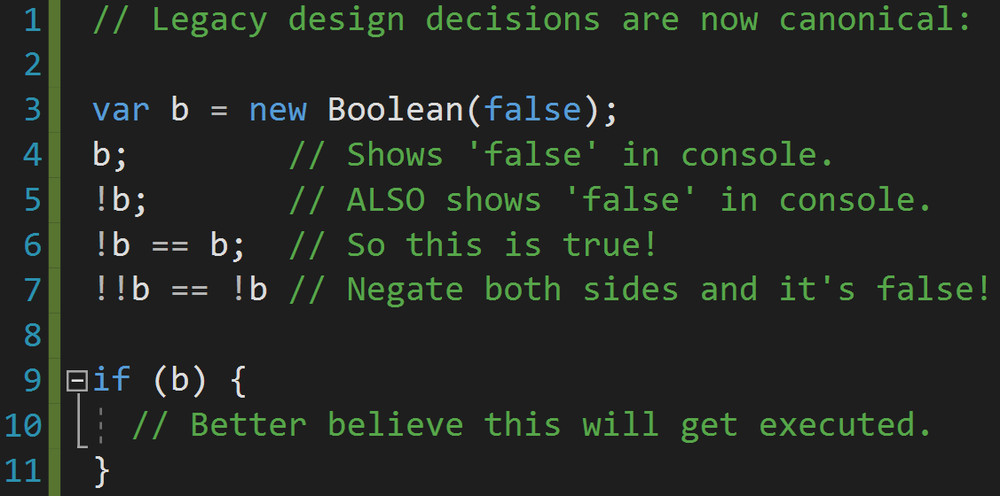 1 // Legacy design decisions are now canonical:
2
3 var b = new Boolean(false);
4 b;        // Shows 'false' in console.
5 !b;       // ALSO shows 'false' in console.
6 !b == b;  // So this is true!
7 !!b == !b // Negate both sides and it's false!
8
9 if (b) {
10   // Better believe this will get executed.
11 }